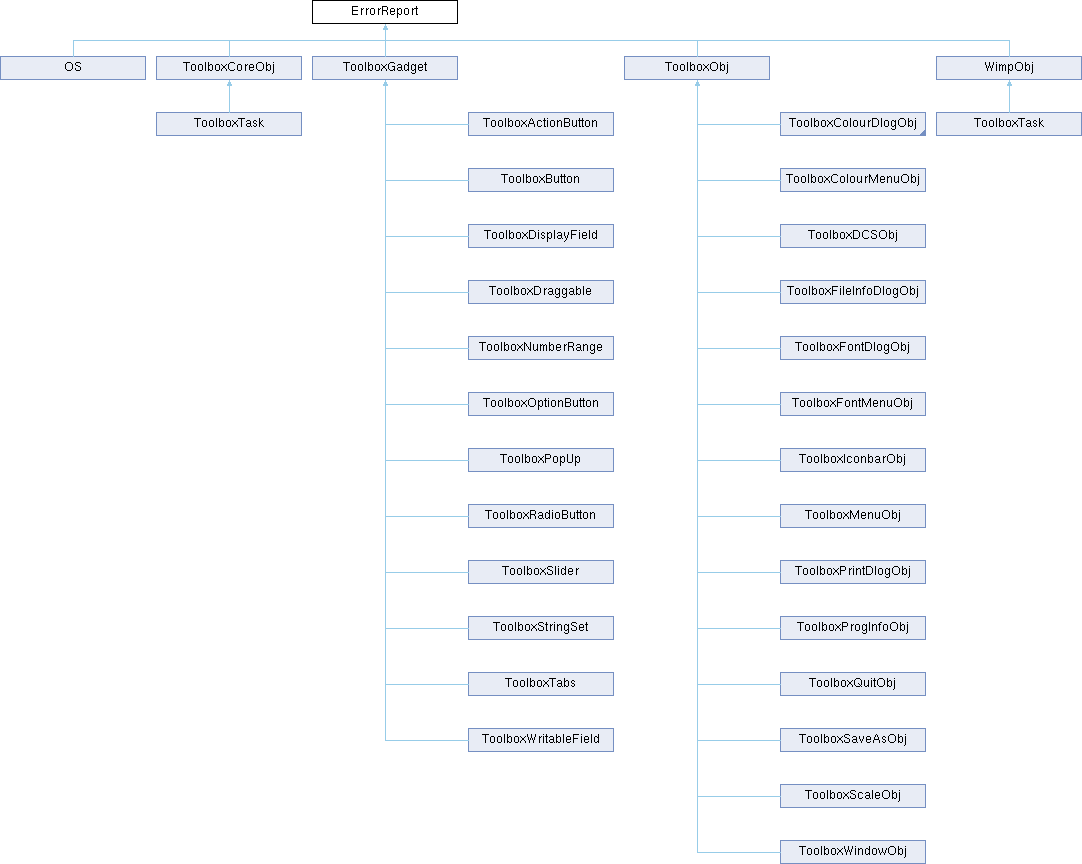 ErrorReport
OS
ToolboxCoreObj
ToolboxGadget
ToolboxObj
WimpObj
ToolboxTask
ToolboxActionButton
ToolboxColourDlogObj
ToolboxTask
ToolboxButton
ToolboxColourMenuObj
ToolboxDisplayField
ToolboxDCSObj
ToolboxDraggable
ToolboxFileInfoDlogObj
ToolboxNumberRange
ToolboxFontDlogObj
ToolboxOptionButton
ToolboxFontMenuObj
ToolboxPopUp
ToolboxIconbarObj
ToolboxRadioButton
ToolboxMenuObj
ToolboxSlider
ToolboxPrintDlogObj
ToolboxStringSet
ToolboxProgInfoObj
ToolboxTabs
ToolboxQuitObj
ToolboxWritableField
ToolboxSaveAsObj
ToolboxScaleObj
ToolboxWindowObj